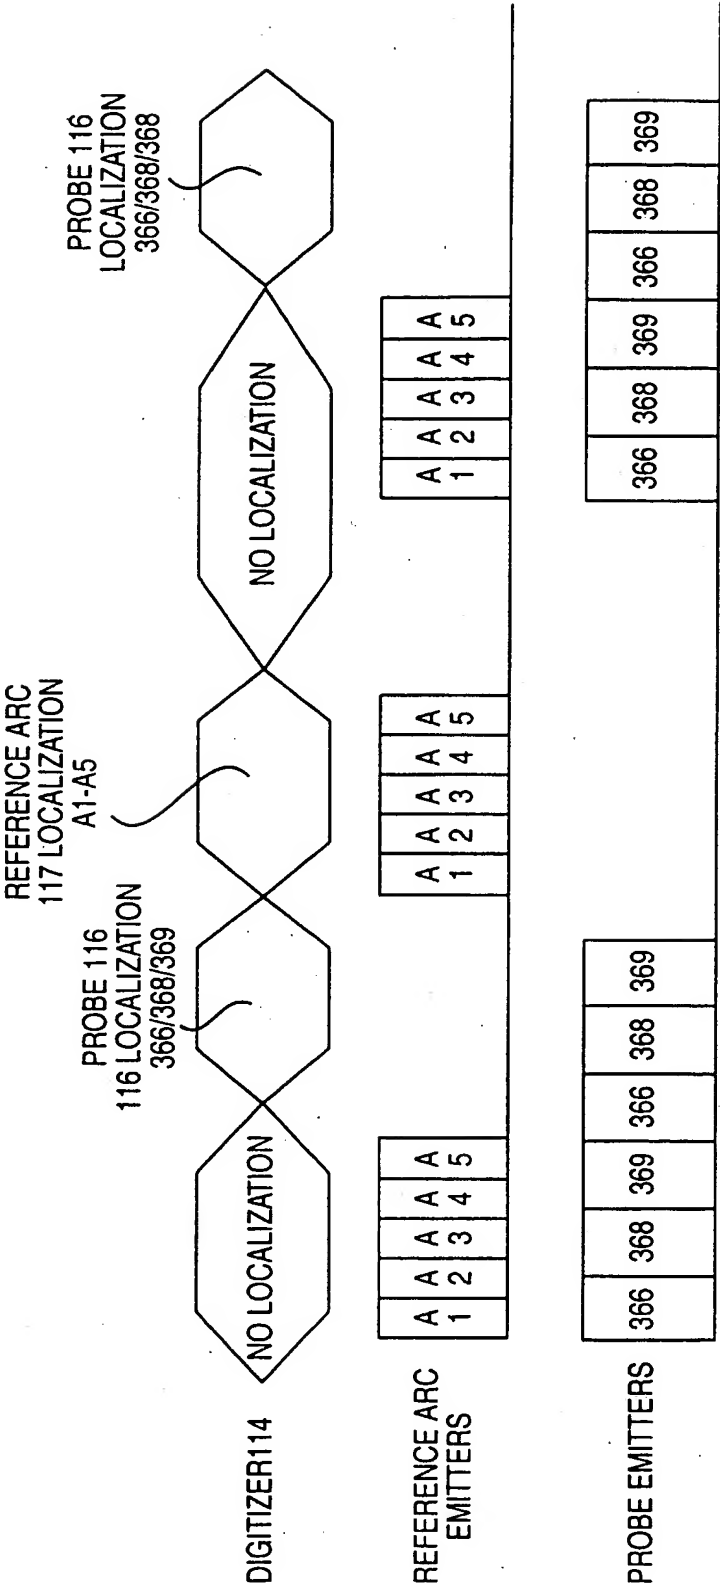 PROBE 116
116 LOCALIZATION
366/368/369
REFERENCE ARC
117 LOCALIZATION
A1-A5
PROBE 116
LOCALIZATION
366/368/368
DIGITIZER114
NO LOCALIZATION
NO LOCALIZATION
REFERENCE ARC
EMITTERS
A A A A A
1 2 3 4 5
A A A A A
1 2 3 4 5
A A A A A
1 2 3 4 5
PROBE EMITTERS
366 368 369 366 368 369
366 368 369 366 368 369